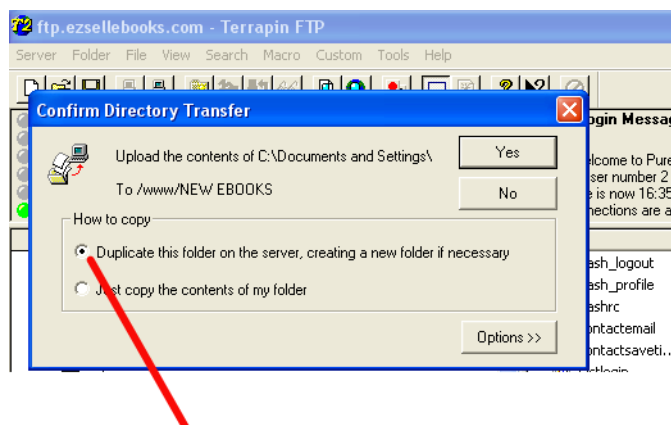 ftp.ezsellebooks.com - Terrapin FTP
Server Folder File View Search Macro Custom Tools Help
Confirm Directory Transfer
Upload the contents of C:\Documents and Settings\
To /www/NEW EBOOKS
Yes
No
How to copy
Duplicate this folder on the server, creating a new folder if necessary
Just copy the contents of my folder
Options >>
ogin Messag
elcome to Pure
ser number 2
e is now 16:35
nections are a
ash_logout
ash_profile
ashrc
ontactemail
ontactsaveti..